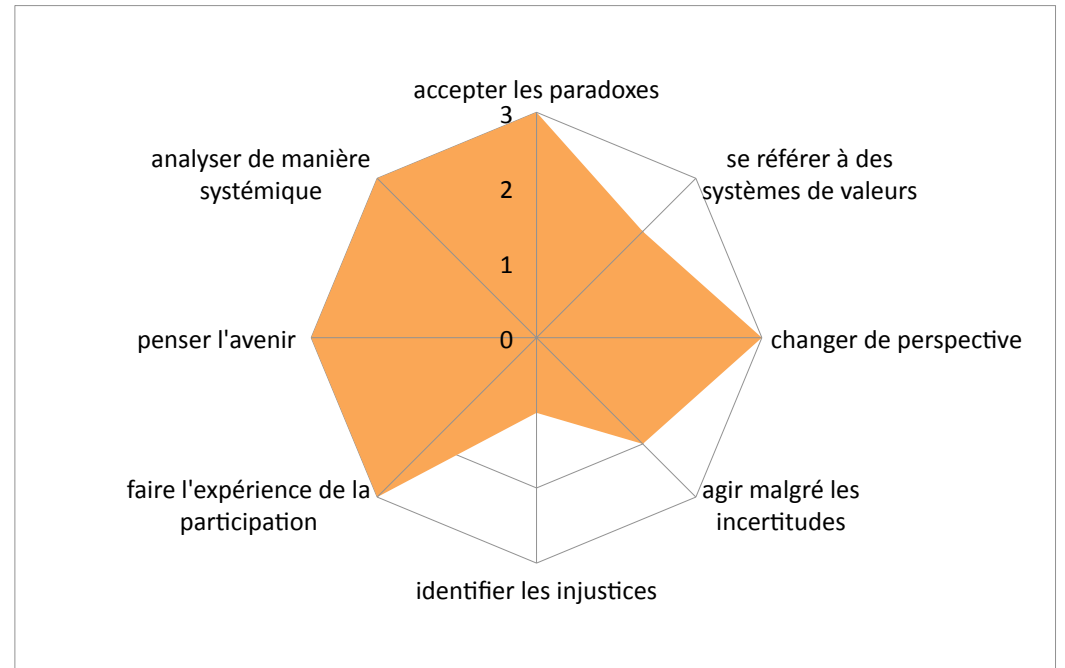 accepter les paradoxes
3
analyser de manière
systémique
se référer à des
systèmes de valeurs
2
1
penser l'avenir
0
changer de perspective
faire l'expérience de la
participation
agir malgré les
incertitudes
identifier les injustices